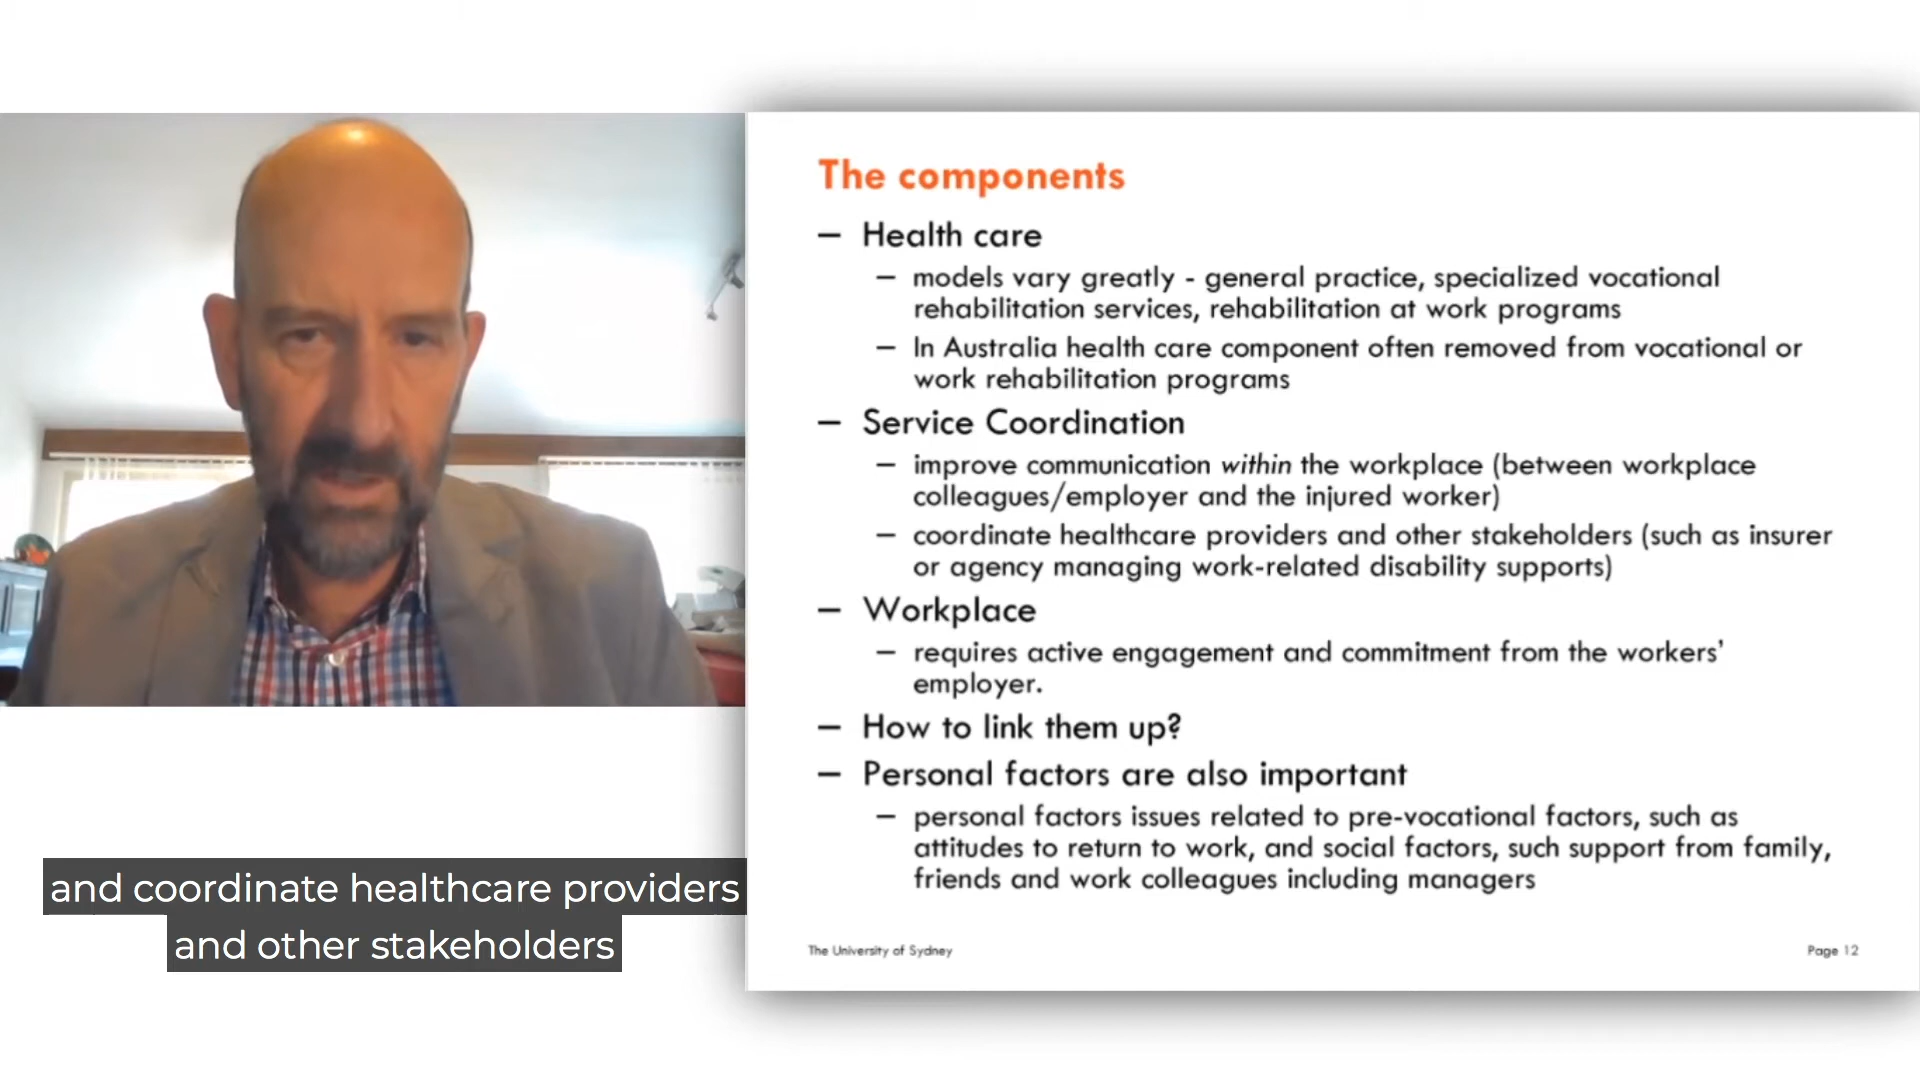 The components
– Health care
– models vary greatly - general practice, specialized vocational
rehabilitation services, rehabilitation at work programs
– In Australia health care component often removed from vocational or
work rehabilitation programs
– Service Coordination
– improve communication within the workplace (between workplace
colleagues/employer and the injured worker)
– coordinate healthcare providers and other stakeholders (such as insurer
or agency managing work-related disability supports)
– Workplace
– requires active engagement and commitment from the workers’
employer.
– How to link them up?
– Personal factors are also important
– personal factors issues related to pre-vocational factors, such as
attitudes to return to work, and social factors, such support from family,
friends and work colleagues including managers
The University of Sydney
Page 12
and coordinate healthcare providers
and other stakeholders